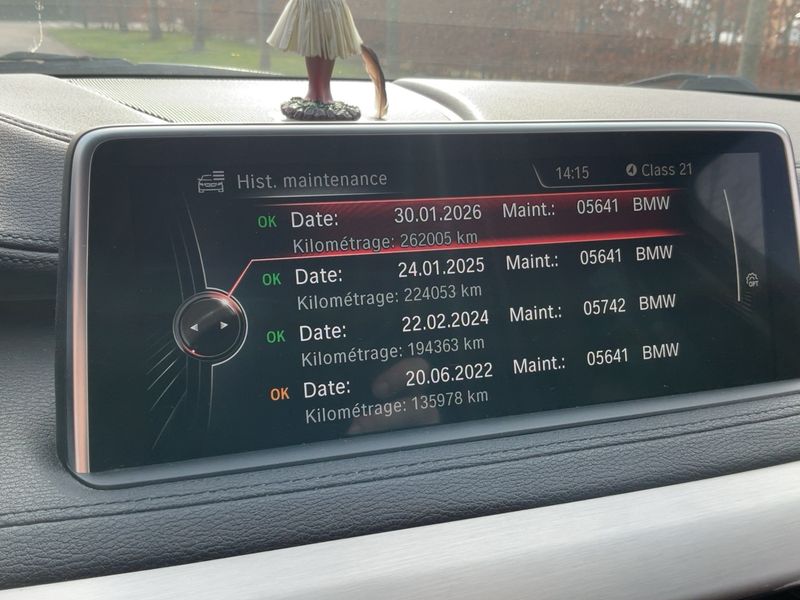 Hist. maintenance 14:15 Class 21
OK Date: 30.01.2026 Maint.: 05641 BMW
Kilométrage: 262005 km
OK Date: 24.01.2025 Maint.: 05641 BMW
Kilométrage: 224053 km
OK Date: 22.02.2024 Maint.: 05742 BMW
Kilométrage: 194363 km
OK Date: 20.06.2022 Maint.: 05641 BMW
Kilométrage: 135978 km
OFF